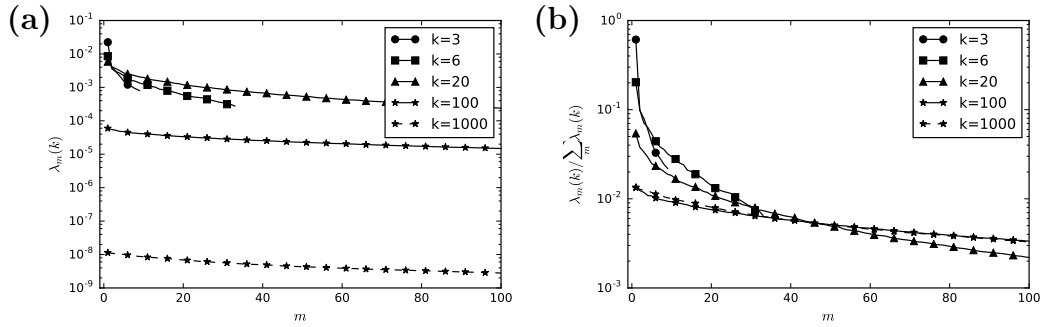 (a)
10^{-1}
10^{-2}
10^{-3}
10^{-4}
10^{-5}
10^{-6}
10^{-7}
10^{-8}
10^{-9}
λ_m(k)
0 20 40 60 80 100
m
k=3
k=6
k=20
k=100
k=1000
(b)
10^0
10^{-1}
10^{-2}
10^{-3}
λ_m(k)/∑_m λ_m(k)
0 20 40 60 80 100
m
k=3
k=6
k=20
k=100
k=1000